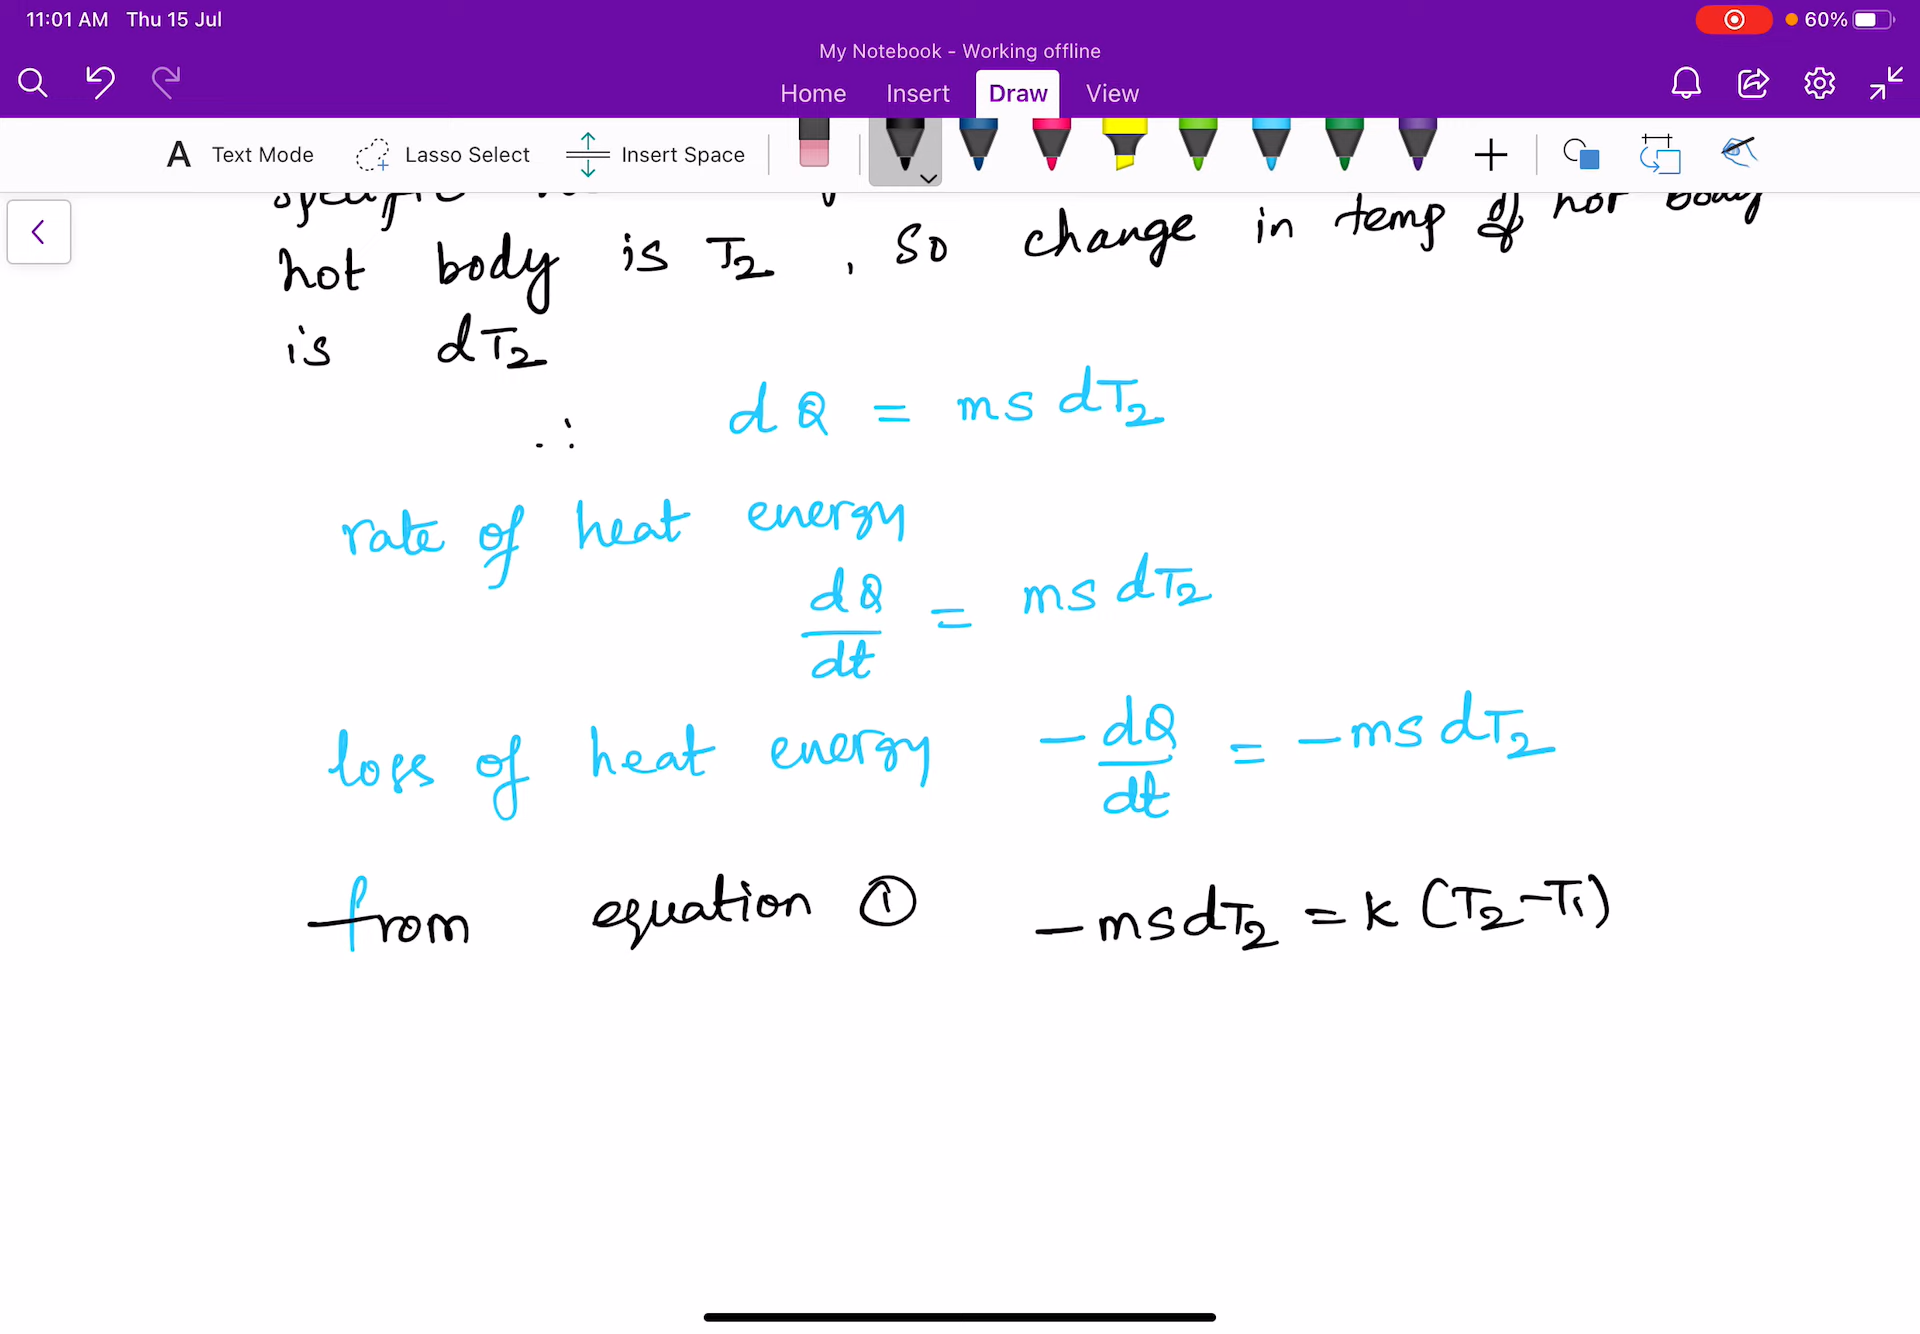 11:01 AM Thu 15 Jul
60%
My Notebook - Working offline
Home Insert Draw View
A Text Mode Lasso Select Insert Space
specific hot body
hot body is T₂ , so change in temp of
is dT₂
∴ dQ = ms dT₂
rate of heat energy
dQ/dt = ms dT₂
loss of heat energy -dQ/dt = -ms dT₂
from equation ① -msdT₂ = k (T₂-T₁)